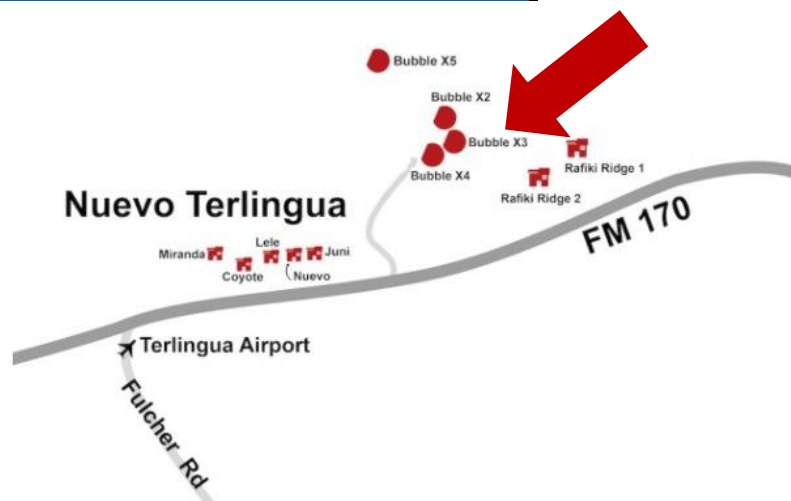 Bubble X5
Bubble X2
Bubble X3
Bubble X4
Rafiki Ridge 1
Rafiki Ridge 2
Nuevo Terlingua
FM 170
Miranda
Lele
Juni
Coyote
Nuevo
Terlingua Airport
Fulcher Rd